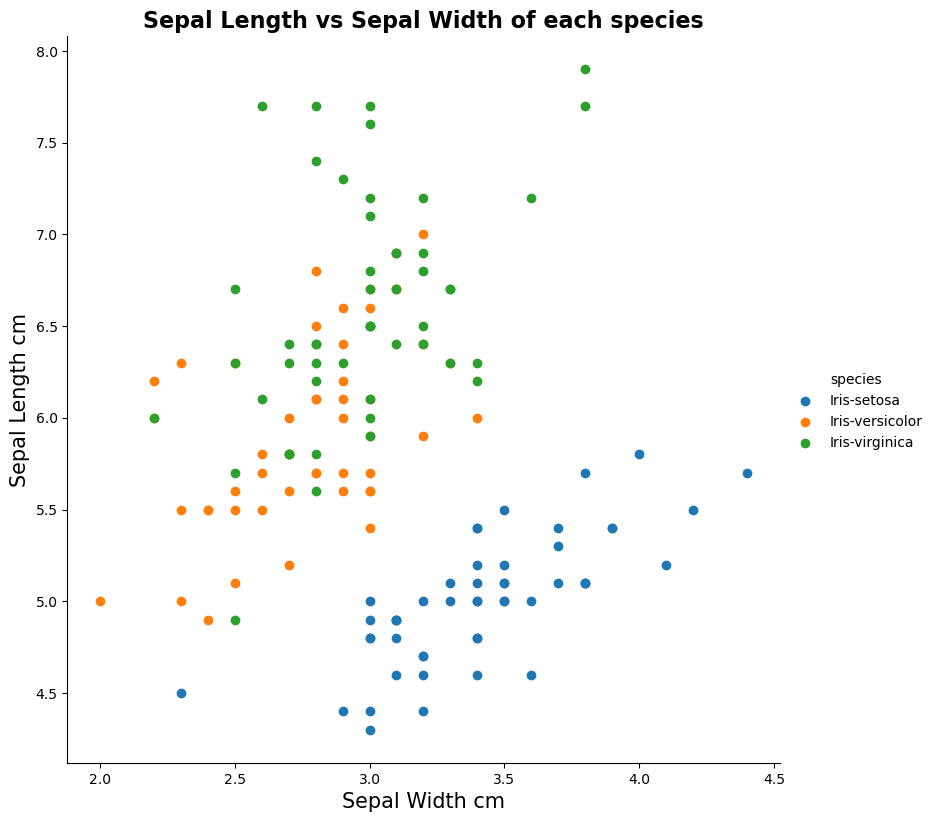 Sepal Length vs Sepal Width of each species
8.0
7.5
7.0
6.5
6.0
5.5
5.0
4.5
Sepal Length cm
2.0 2.5 3.0 3.5 4.0 4.5
Sepal Width cm
species
Iris-setosa
Iris-versicolor
Iris-virginica